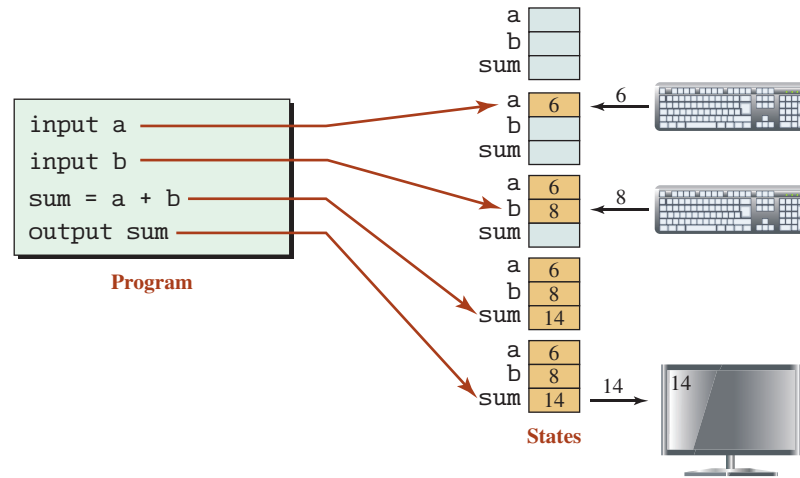 a
b
sum
input a
input b
sum = a + b
output sum
Program
a 6
b
sum
6
a 6
b 8
sum
8
a 6
b 8
sum 14
a 6
b 8
sum 14
14
14
States